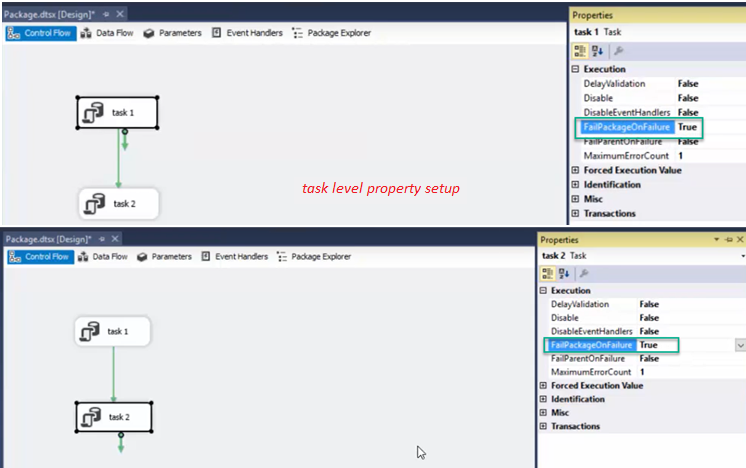 Package.dtsx [Design]*
Properties
Control Flow Data Flow Parameters Event Handlers Package Explorer
task 1 Task
Execution
DelayValidation False
Disable False
DisableEventHandlers False
FailPackageOnFailure True
FailParentOnFailure False
MaximumErrorCount 1
Forced Execution Value
Identification
Misc
Transactions
task 1
task 2
task level property setup
Package.dtsx [Design]*
Properties
Control Flow Data Flow Parameters Event Handlers Package Explorer
task 2 Task
Execution
DelayValidation False
Disable False
DisableEventHandlers False
FailPackageOnFailure True
FailParentOnFailure False
MaximumErrorCount 1
Forced Execution Value
Identification
Misc
Transactions
task 1
task 2